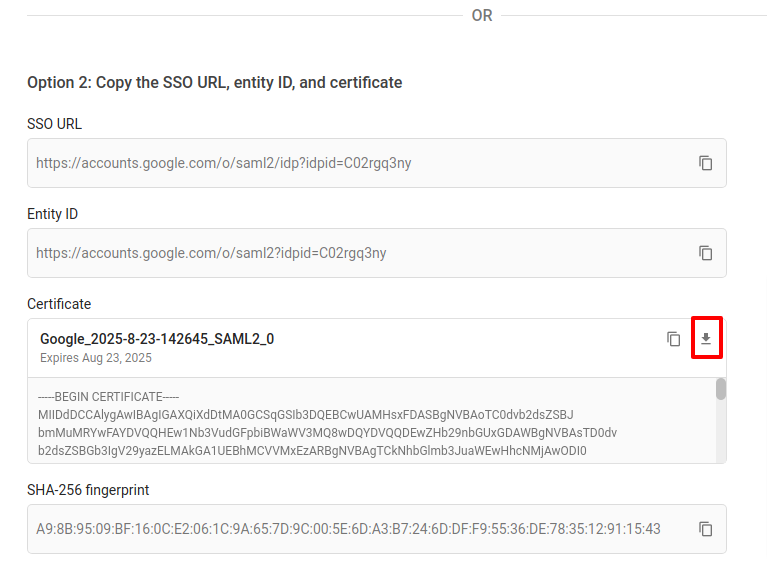 OR
Option 2: Copy the SSO URL, entity ID, and certificate
SSO URL
https://accounts.google.com/o/saml2/idp?idpid=C02rgq3ny
Entity ID
https://accounts.google.com/o/saml2?idpid=C02rgq3ny
Certificate
Google_2025-8-23-142645_SAML2_0
Expires Aug 23, 2025
-----BEGIN CERTIFICATE-----
MIIDdDCCAlygAwIBAgIGAXQiXdDtMA0GCSqGSIb3DQEBCwUAMHsxFDASBgNVBAoTC0dvb2dsZSBJ
bmMuMRYwFAYDVQQHEw1Nb3VudGFpbiBWaWV3MQ8wDQYDVQQDEwZHb29nbGUxGDAWBgNVBAsTD0dv
b2dsZSBGb3IgV29yazELMAkGA1UEBhMCVVMxEzARBgNVBAgTCkNhbGlmb3JuaWEwHhcNMjAwODI0
SHA-256 fingerprint
A9:8B:95:09:BF:16:0C:E2:06:1C:9A:65:7D:9C:00:5E:6D:A3:B7:24:6D:DF:F9:55:36:DE:78:35:12:91:15:43